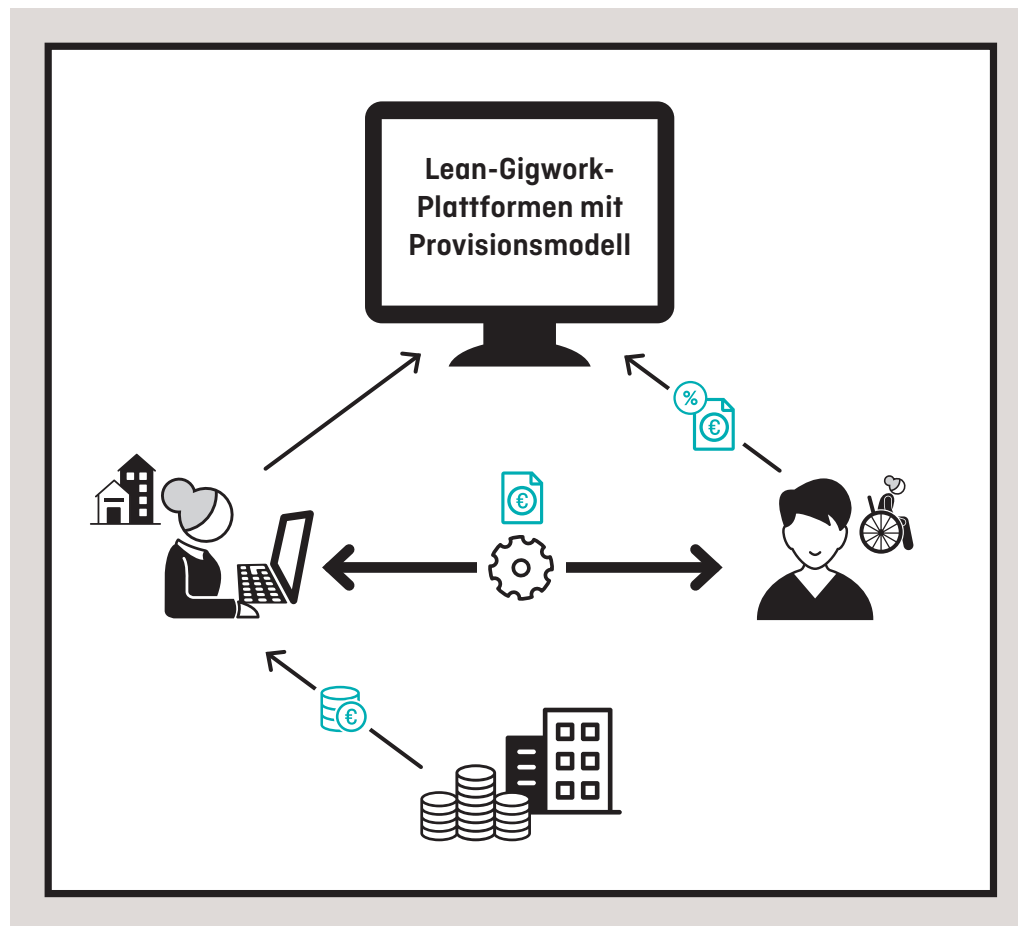 Lean-Gigwork-
Plattformen mit
Provisionsmodell
%
€
€
€